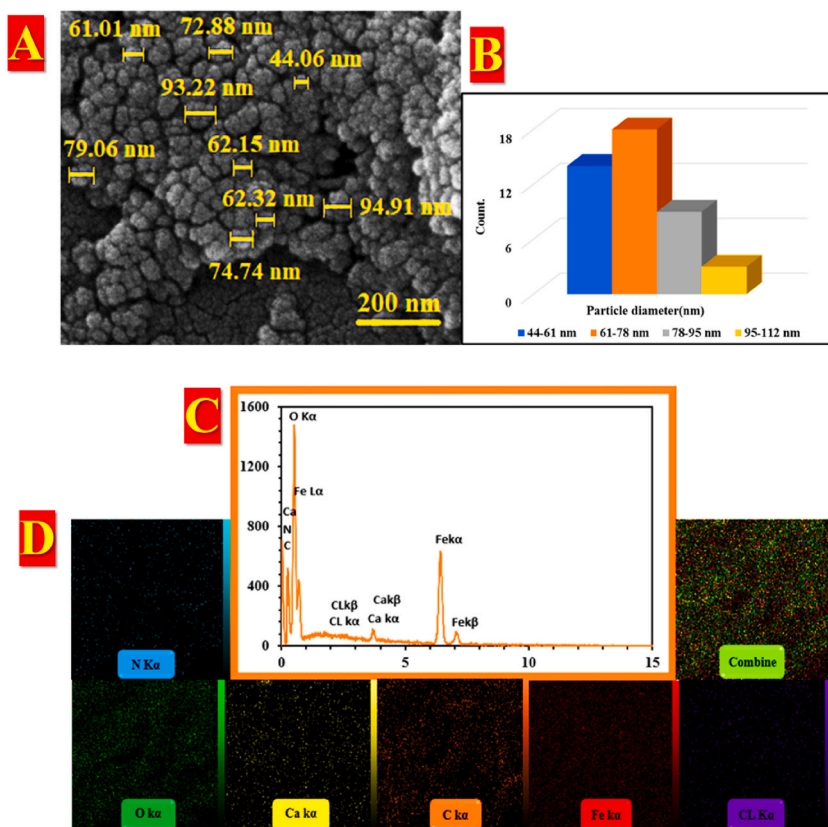 A
61.01 nm
72.88 nm
44.06 nm
93.22 nm
79.06 nm
62.15 nm
62.32 nm
94.91 nm
74.74 nm
200 nm
B
18
12
6
0
Count.
Particle diameter(nm)
44-61 nm 61-78 nm 78-95 nm 95-112 nm
C
1600
1200
800
400
0
O Kα
Fe Lα
Ca
N
C
CLkβ
CL kα
Cakβ
Ca kα
Fekα
Fekβ
0 5 10 15
D
N Kα
Combine
O kα
Ca kα
C kα
Fe kα
CL Kα